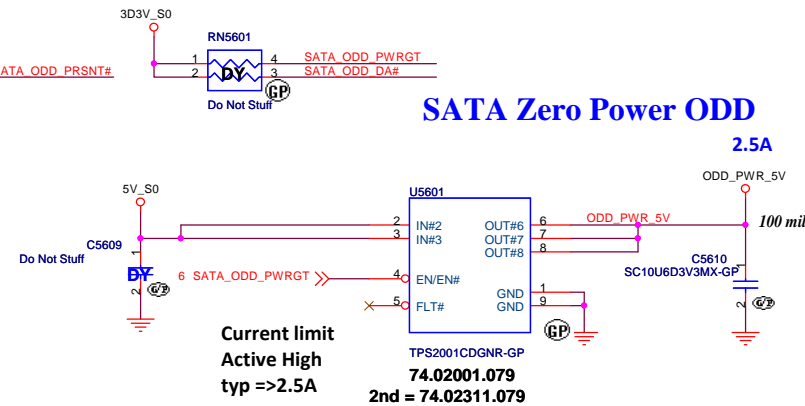 3D3V_S0
RN5601
1 4 SATA_ODD_PWRGT
2 3 SATA_ODD_DA#
ATA_ODD_PRSNT#
DY
GP
Do Not Stuff
SATA Zero Power ODD
2.5A
ODD_PWR_5V
5V_S0
U5601
2 IN#2 OUT#6 6 ODD_PWR_5V
3 IN#3 OUT#7 7
OUT#8 8
100 mil
C5609
Do Not Stuff
1
DY
2
6 SATA_ODD_PWRGT
4 EN/EN#
5 FLT#
GND 1
GND 9
GP
C5610
SC10U6D3V3MX-GP
1
2
TPS2001CDGNR-GP
74.02001.079
2nd = 74.02311.079
Current limit
Active High
typ =>2.5A